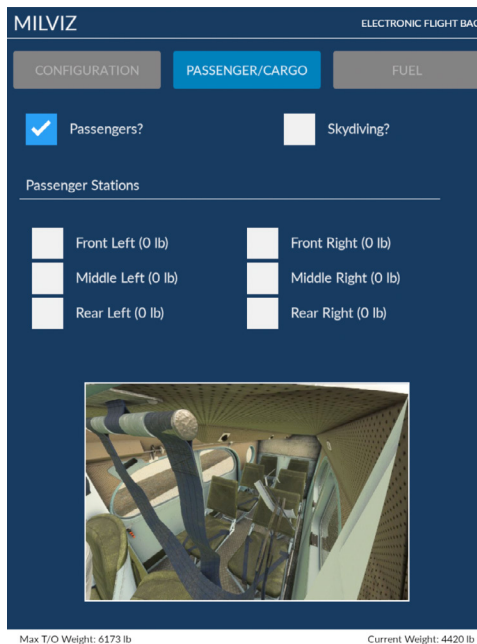 MILVIZ ELECTRONIC FLIGHT
CONFIGURATION PASSENGER/CARGO FUEL
Passengers? Skydiving?
Passenger Stations
Front Left (0 lb) Front Right (0 lb)
Middle Left (0 lb) Middle Right (0 lb)
Rear Left (0 lb) Rear Right (0 lb)
Max T/O Weight: 6173 lb Current Weight: 4420 lb